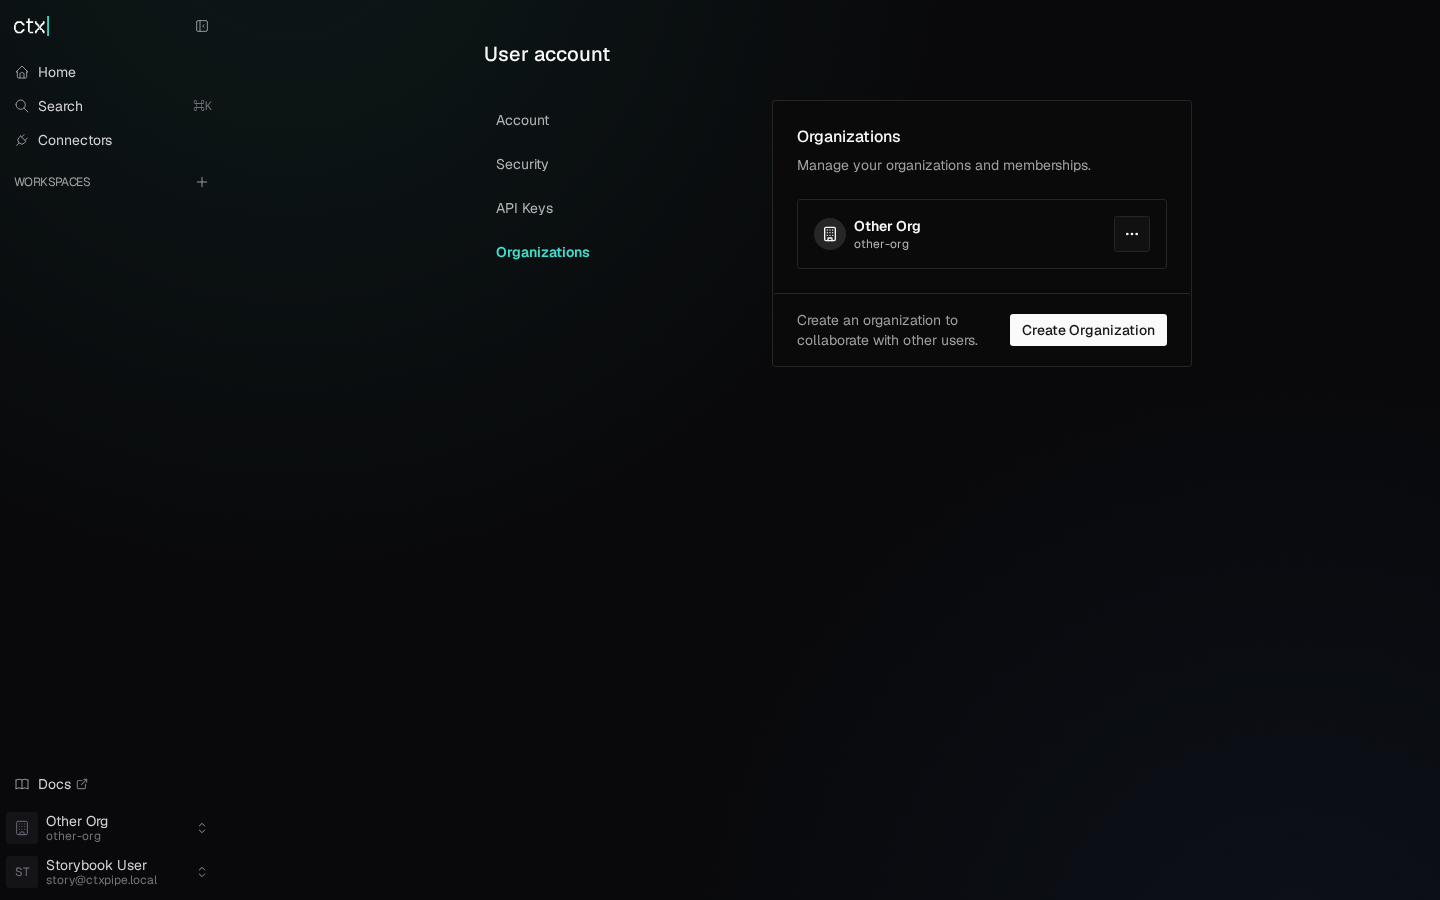 ctx
Home
Search ⌘K
Connectors
WORKSPACES
User account
Account
Security
API Keys
Organizations
Organizations
Manage your organizations and memberships.
Other Org
other-org
Create an organization to
collaborate with other users.
Create Organization
Docs
Other Org
other-org
ST
Storybook User
story@ctxpipe.local